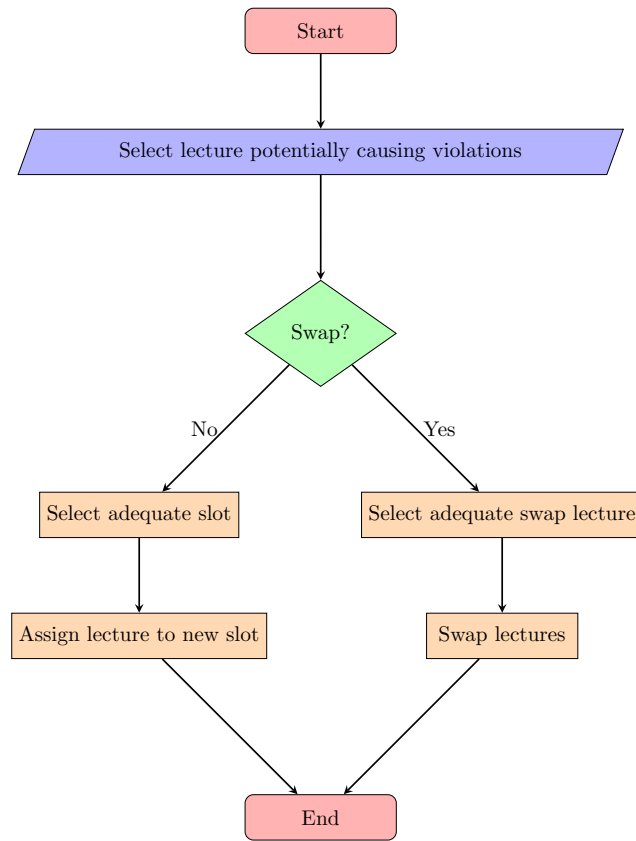 Start
Select lecture potentially causing violations
Swap?
No
Yes
Select adequate slot
Select adequate swap lecture
Assign lecture to new slot
Swap lectures
End